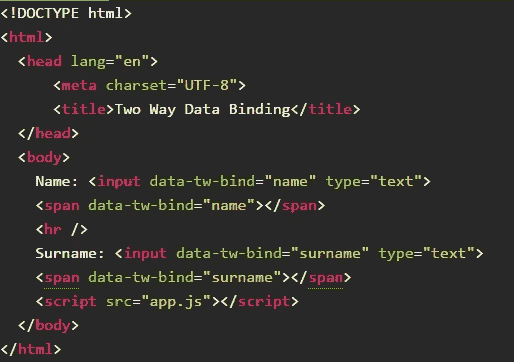 <!DOCTYPE html>
<html>
  <head lang="en">
      <meta charset="UTF-8">
      <title>Two Way Data Binding</title>
  </head>
  <body>
    Name: <input data-tw-bind="name" type="text">
    <span data-tw-bind="name"></span>
    <hr />
    Surname: <input data-tw-bind="surname" type="text">
    <span data-tw-bind="surname"></span>
    <script src="app.js"></script>
  </body>
</html>